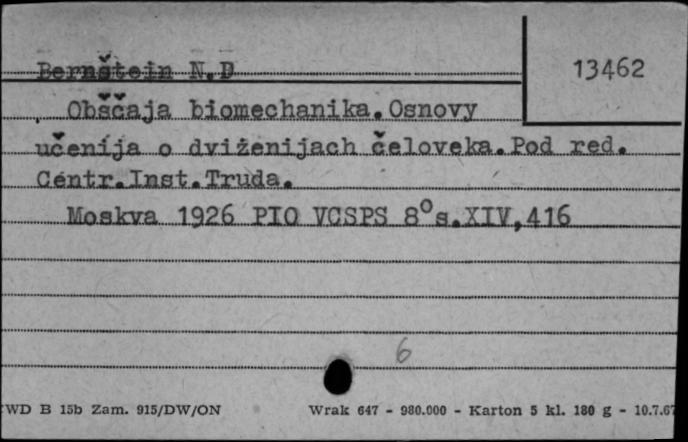 Bernštein N.D
13462
Obščaja biomechanika. Osnovy
učenija o dviženijach čeloveka. Pod red.
Centr. Inst. Truda.
Moskva 1926 PIO VCSPS 8° s. XIV, 416
6
WD B 15b Zam. 915/DW/ON Wrak 647 - 980.000 - Karton 5 kl. 180 g - 10.7.67